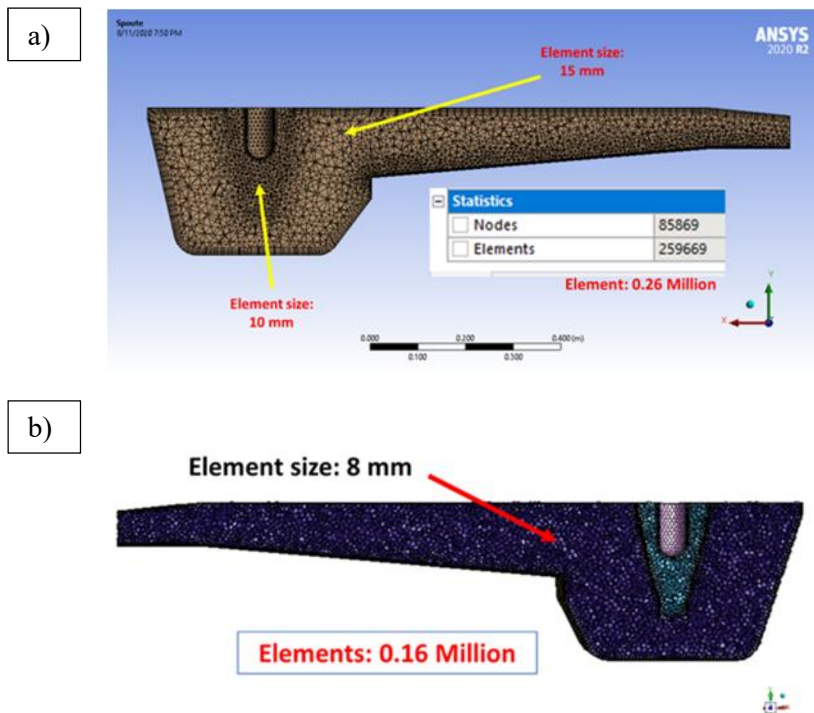 a)
Spoute
8/11/2020 7:50 PM
ANSYS
2020 R2
Element size:
15 mm
Statistics
Nodes 85869
Elements 259669
Element: 0.26 Million
Element size:
10 mm
Y
X
0.000 0.200 0.400 (m)
0.100 0.300
b)
Element size: 8 mm
Elements: 0.16 Million